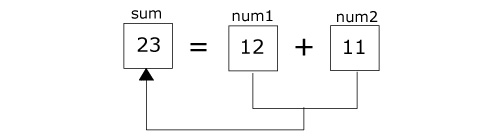 sum num1 num2
23 = 12 + 11